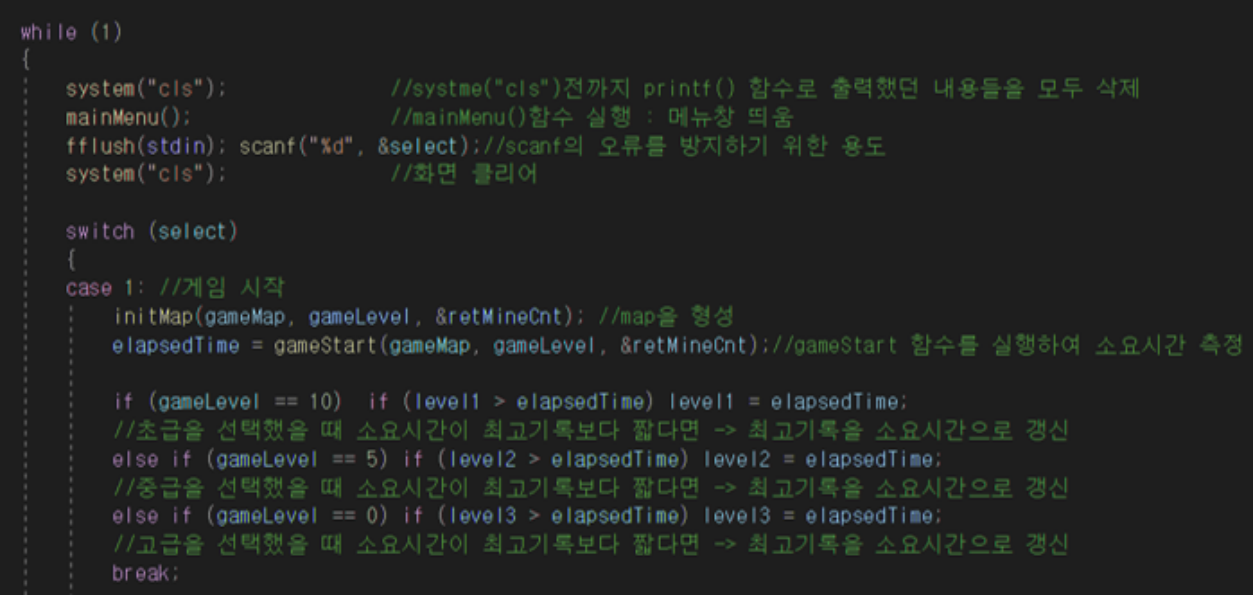 while (1)
{
system("cls"); //systme("cls")전까지 printf() 함수로 출력했던 내용들을 모두 삭제
mainMenu(); //mainMenu()함수 실행 : 메뉴창 띄움
fflush(stdin); scanf("%d", &select);//scanf의 오류를 방지하기 위한 용도
system("cls"); //화면 클리어
switch (select)
{
case 1: //게임 시작
initMap(gameMap, gameLevel, &retMineCnt); //map을 형성
elapsedTime = gameStart(gameMap, gameLevel, &retMineCnt);//gameStart 함수를 실행하여 소요시간 측정
if (gameLevel == 10) if (level1 > elapsedTime) level1 = elapsedTime;
//초급을 선택했을 때 소요시간이 최고기록보다 짧다면 -> 최고기록을 소요시간으로 갱신
else if (gameLevel == 5) if (level2 > elapsedTime) level2 = elapsedTime;
//중급을 선택했을 때 소요시간이 최고기록보다 짧다면 -> 최고기록을 소요시간으로 갱신
else if (gameLevel == 0) if (level3 > elapsedTime) level3 = elapsedTime;
//고급을 선택했을 때 소요시간이 최고기록보다 짧다면 -> 최고기록을 소요시간으로 갱신
break;